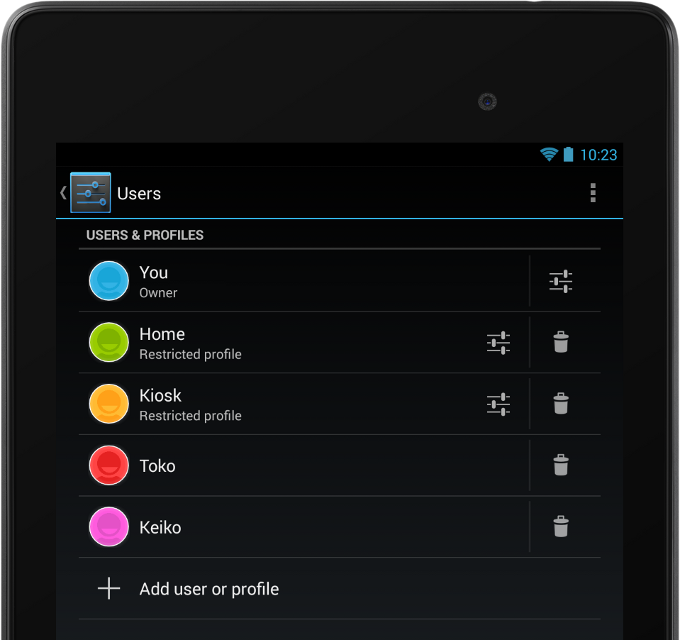 10:23
Users
USERS & PROFILES
You
Owner
Home
Restricted profile
Kiosk
Restricted profile
Toko
Keiko
Add user or profile